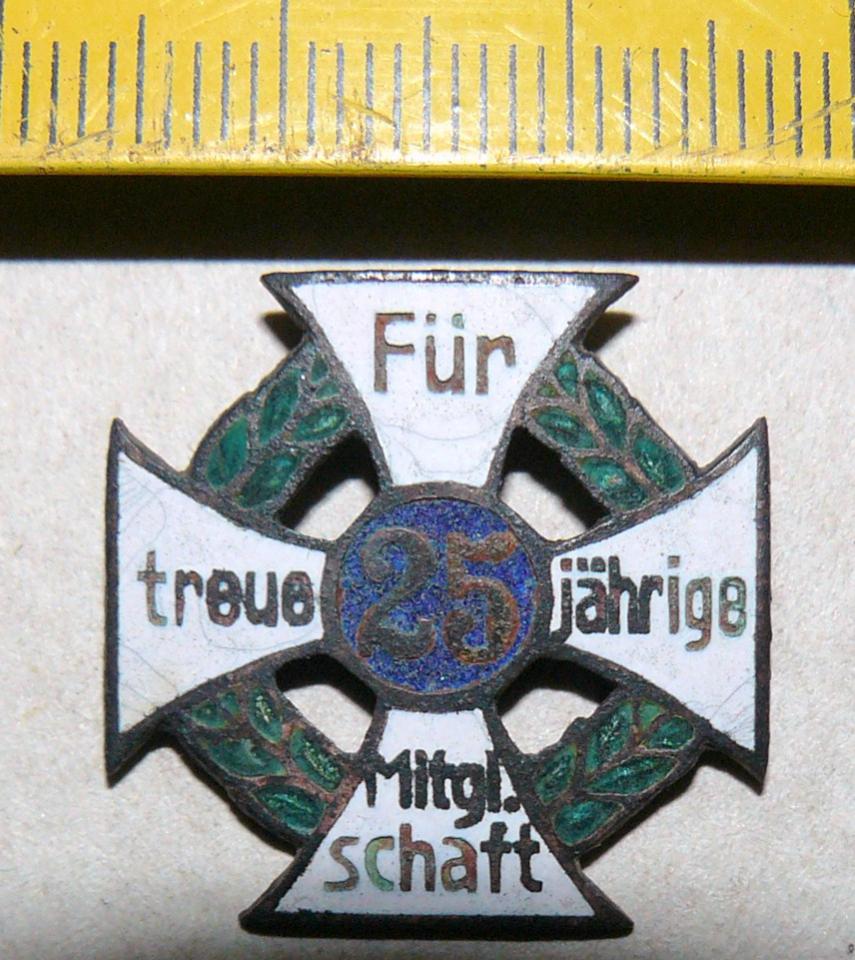 Für
treue 25 jährige
Mitgl.
schaft